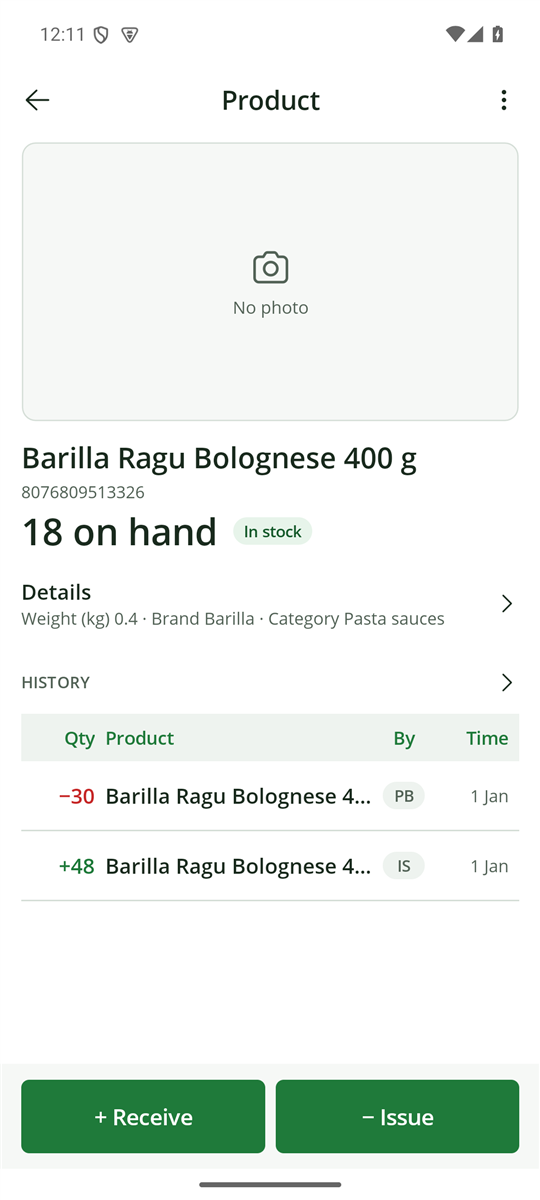 12:11
Product
No photo
Barilla Ragu Bolognese 400 g
8076809513326
18 on hand In stock
Details
Weight (kg) 0.4 · Brand Barilla · Category Pasta sauces
HISTORY
Qty Product By Time
−30 Barilla Ragu Bolognese 4... PB 1 Jan
+48 Barilla Ragu Bolognese 4... IS 1 Jan
+ Receive − Issue